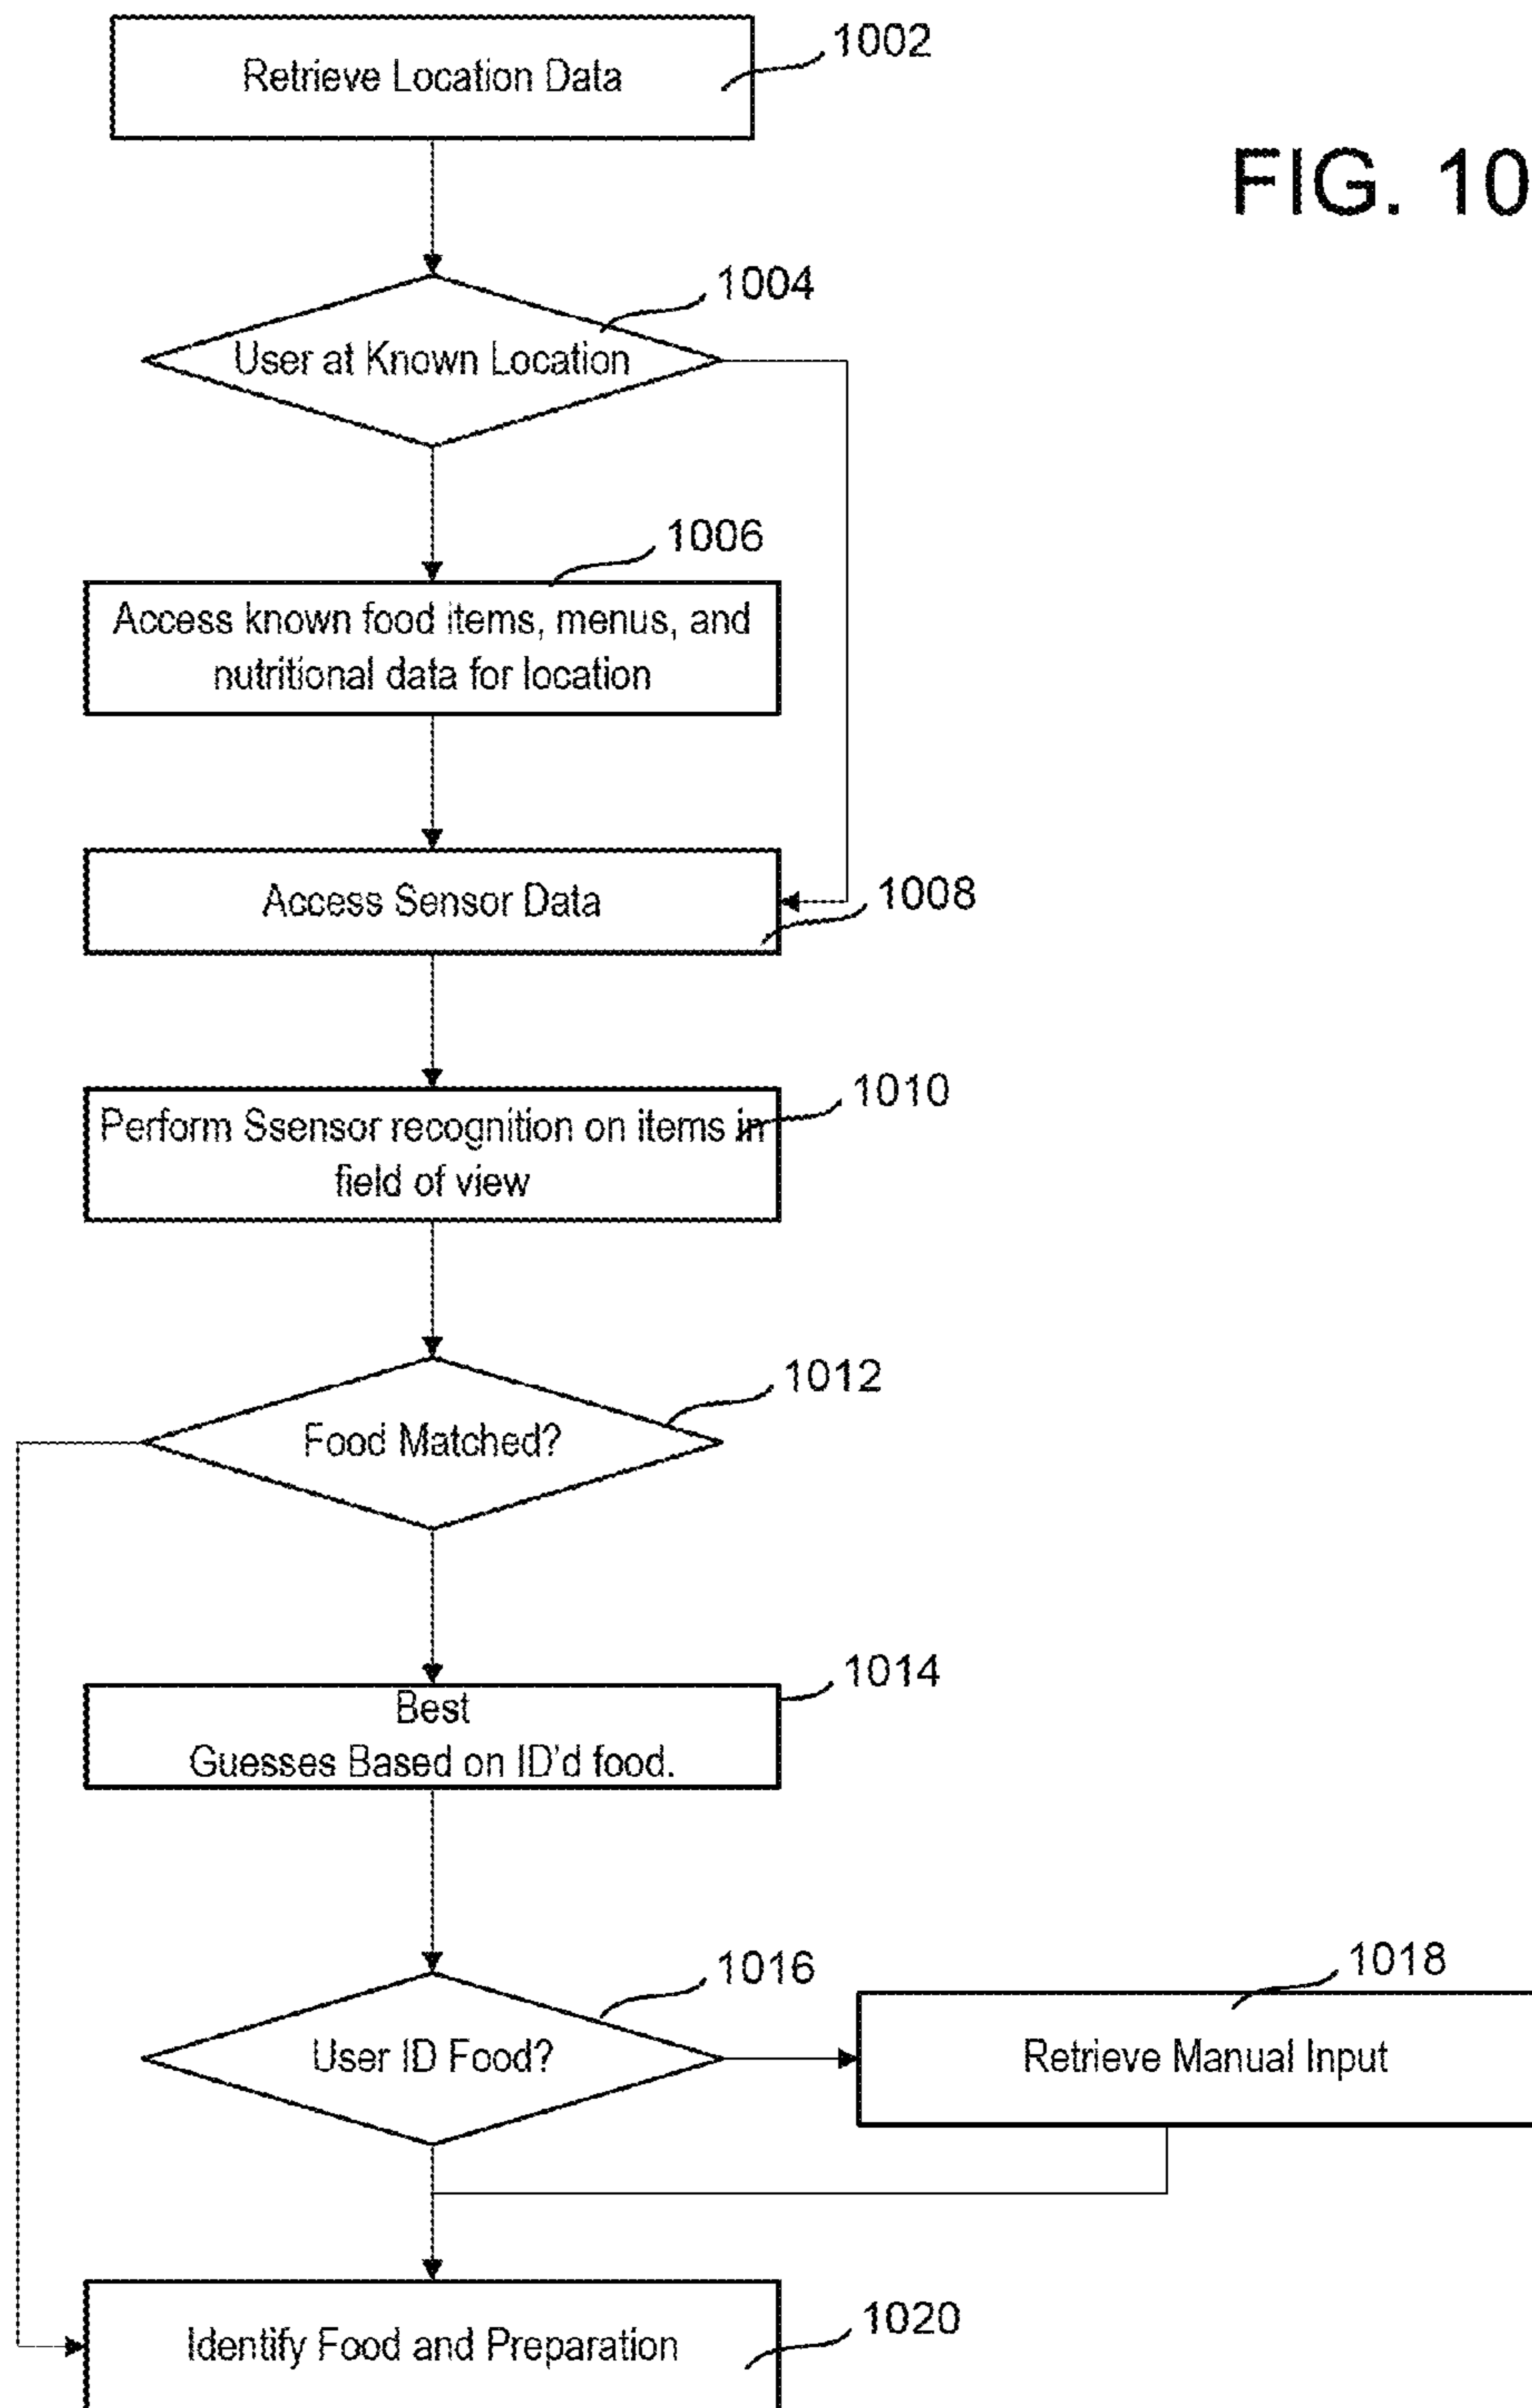 Retrieve Location Data
1002
FIG. 10
1004
User at Known Location
1006
Access known food items, menus, and
nutritional data for location
Access Sensor Data
1008
1010
Perform Ssensor recognition on items in
field of view
1012
Food Matched?
1014
Best
Guesses Based on ID'd food.
1016
User ID Food?
1018
Retrieve Manual Input
Identify Food and Preparation
1020